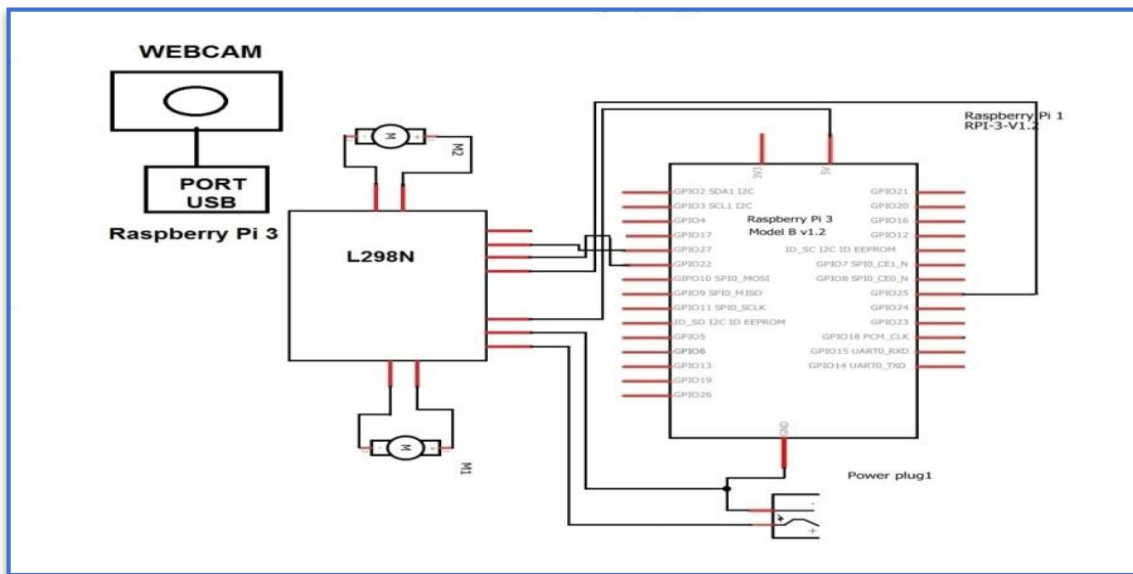 WEBCAM
PORT
USB
Raspberry Pi 3
M
M2
L298N
M
M1
Raspberry Pi 1
RPI-3-V1.2
3V3
5V
Raspberry Pi 3
Model B v1.2
GPIO2 SDA1 I2C
GPIO3 SCL1 I2C
GPIO4
GPIO17
GPIO27
GPIO22
GIPO10 SPI0_MOSI
GPIO9 SPI0_MISO
GPIO11 SPI0_SCLK
ID_SD I2C ID EEPROM
GPIO5
GPIO6
GPIO13
GPIO19
GPIO26
GPIO21
GPIO20
GPIO16
GPIO12
ID_SC I2C ID EEPROM
GPIO7 SPI0_CE1_N
GPIO8 SPI0_CE0_N
GPIO25
GPIO24
GPIO23
GPIO18 PCM_CLK
GPIO15 UART0_RXD
GPIO14 UART0_TXD
GND
Power plug1
-
+